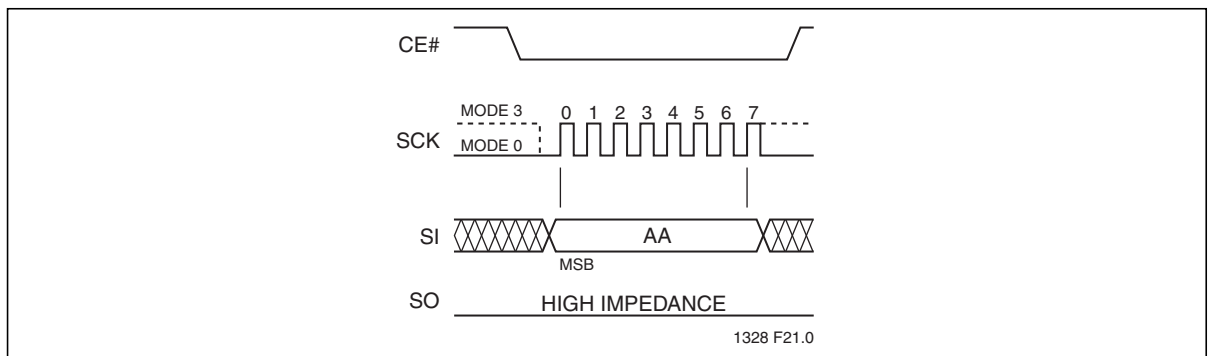 CE#
MODE 3
0 1 2 3 4 5 6 7
SCK
MODE 0
SI
AA
MSB
SO
HIGH IMPEDANCE
1328 F21.0